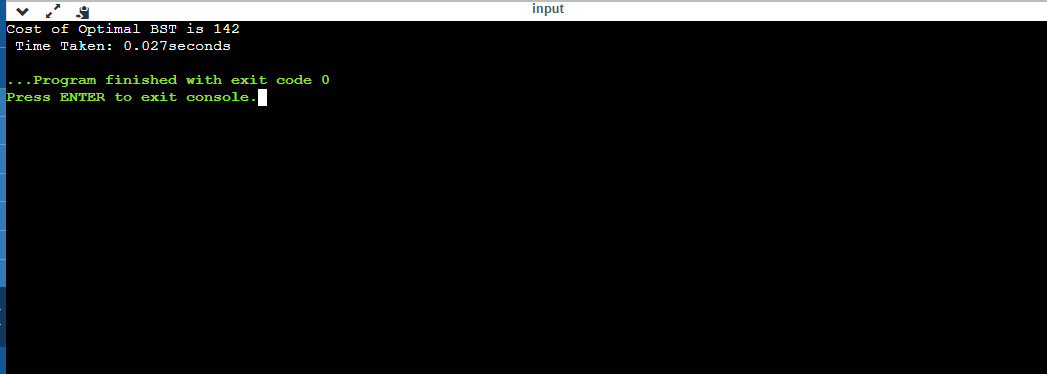 input
Cost of Optimal BST is 142
Time Taken: 0.027seconds
...Program finished with exit code 0
Press ENTER to exit console.